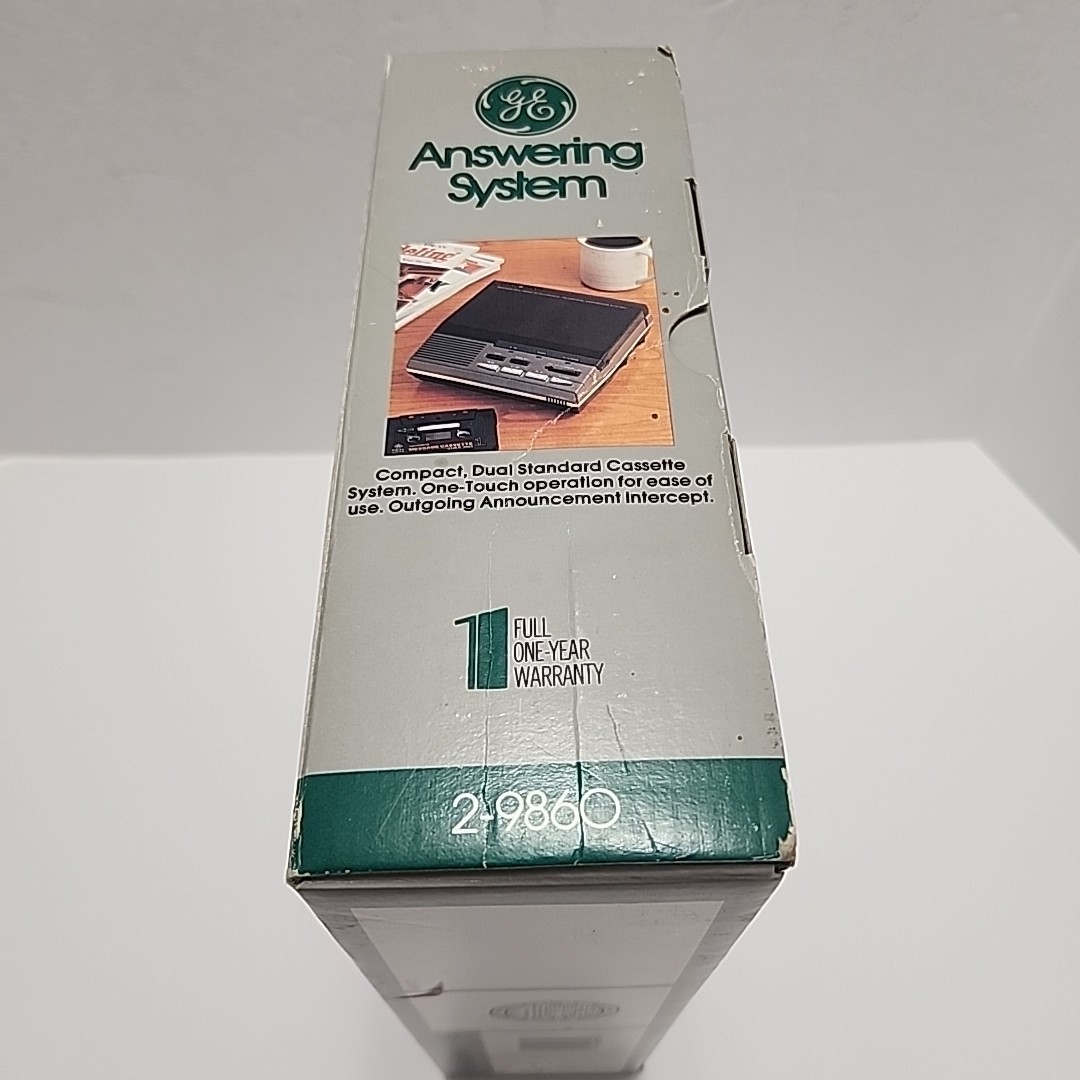 GE
Answering
System
Compact, Dual Standard Cassette
System. One-Touch operation for ease of
use. Outgoing Announcement Intercept.
1 FULL
ONE-YEAR
WARRANTY
2-9860